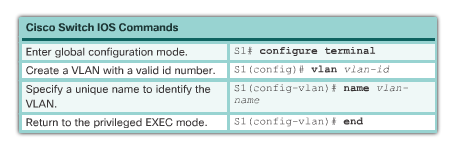 Cisco Switch IOS Commands
Enter global configuration mode.
S1# configure terminal
Create a VLAN with a valid id number.
S1(config)# vlan vlan-id
Specify a unique name to identify the
VLAN.
S1(config-vlan)# name vlan-
name
Return to the privileged EXEC mode.
S1(config-vlan)# end